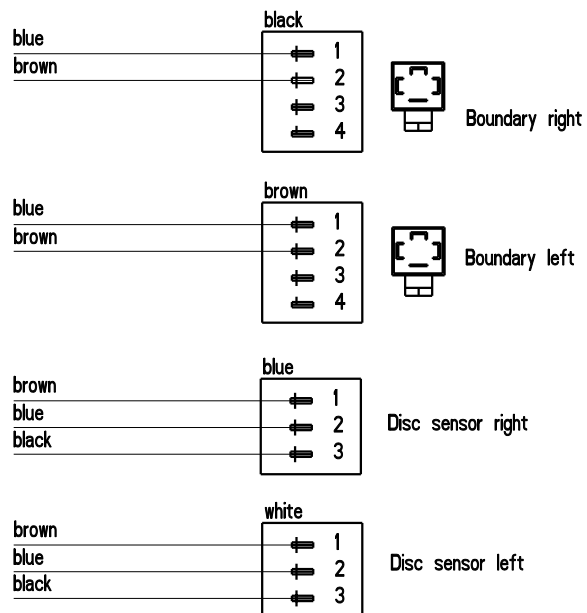 black
blue 1
brown 2
3
4
Boundary right
brown
blue 1
brown 2
3
4
Boundary left
blue
brown 1
blue 2
black 3
Disc sensor right
white
brown 1
blue 2
black 3
Disc sensor left